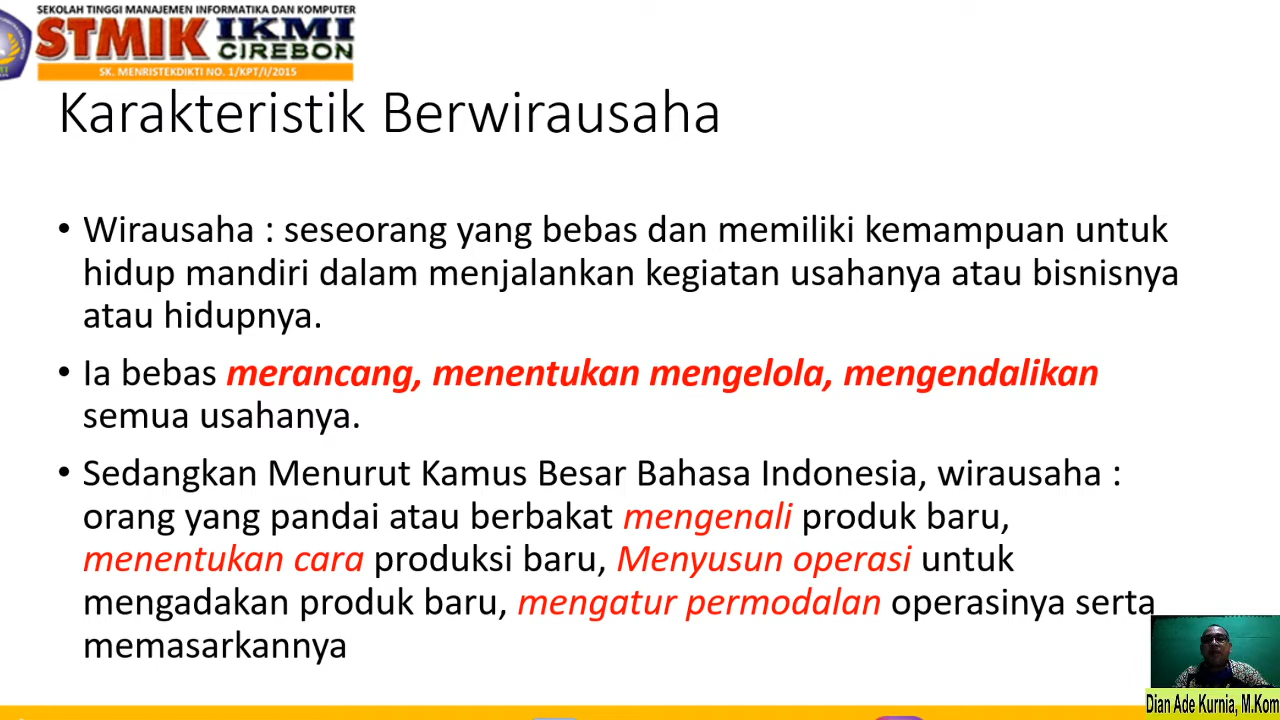 SEKOLAH TINGGI MANAJEMEN INFORMATIKA DAN KOMPUTER
STMIK IKMI
CIREBON
SK. MENRISTEKDIKTI NO. 1/KPT/I/2015
Karakteristik Berwirausaha
• Wirausaha : seseorang yang bebas dan memiliki kemampuan untuk
hidup mandiri dalam menjalankan kegiatan usahanya atau bisnisnya
atau hidupnya.
• Ia bebas merancang, menentukan mengelola, mengendalikan
semua usahanya.
• Sedangkan Menurut Kamus Besar Bahasa Indonesia, wirausaha :
orang yang pandai atau berbakat mengenali produk baru,
menentukan cara produksi baru, Menyusun operasi untuk
mengadakan produk baru, mengatur permodalan operasinya serta
memasarkannya
Dian Ade Kurnia, M.Kom